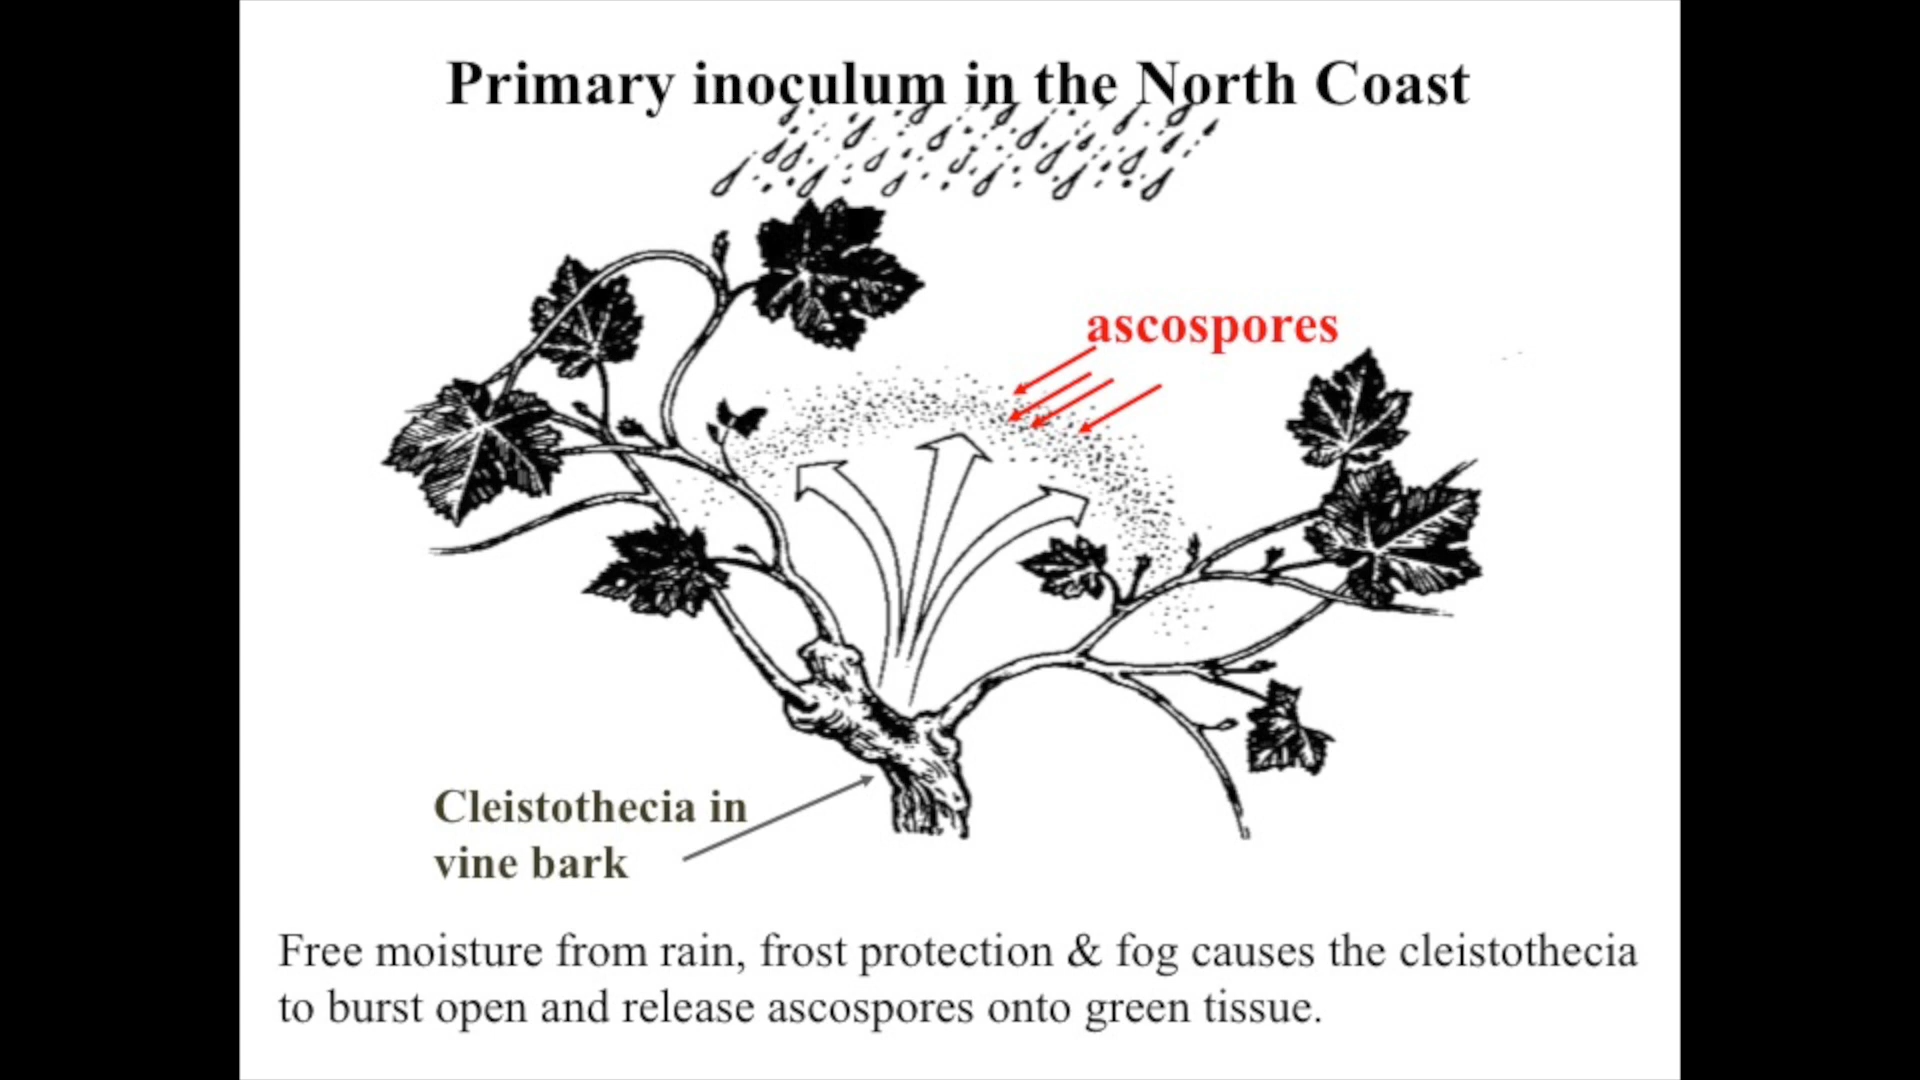 Primary inoculum in the North Coast
ascospores
Cleistothecia in
vine bark
Free moisture from rain, frost protection & fog causes the cleistothecia
to burst open and release ascospores onto green tissue.